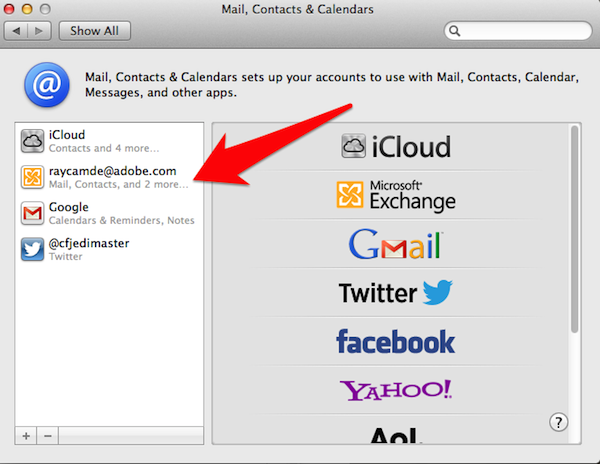 Mail, Contacts & Calendars
Show All
Mail, Contacts & Calendars sets up your accounts to use with Mail, Contacts, Calendar,
Messages, and other apps.
iCloud
Contacts and 4 more...
raycamde@adobe.com
Mail, Contacts, and 2 more...
Google
Calendars & Reminders, Notes
@cfjedimaster
Twitter
iCloud
Microsoft®
Exchange
Gmail™
Twitter
facebook
YAHOO!
Aol.
+ −
?